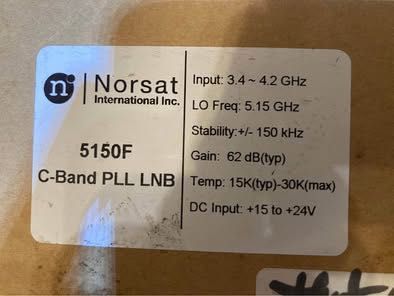 n
Norsat
International Inc.
5150F
C-Band PLL LNB
Input: 3.4 ~ 4.2 GHz
LO Freq: 5.15 GHz
Stability:+/- 150 kHz
Gain: 62 dB(typ)
Temp: 15K(typ)-30K(max)
DC Input: +15 to +24V